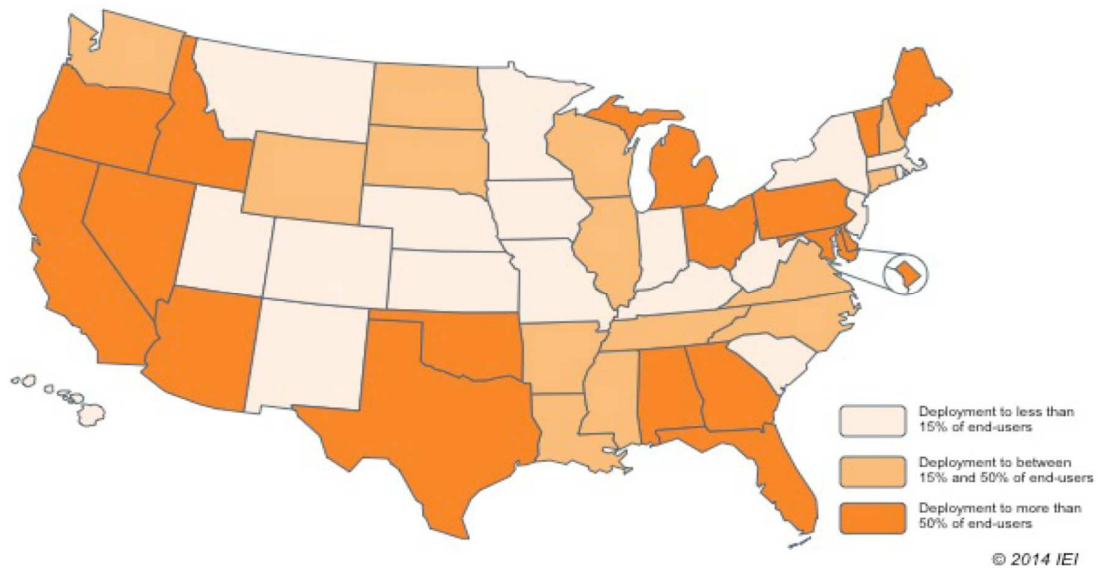 Deployment to less than
15% of end-users
Deployment to between
15% and 50% of end-users
Deployment to more than
50% of end-users
© 2014 IEI